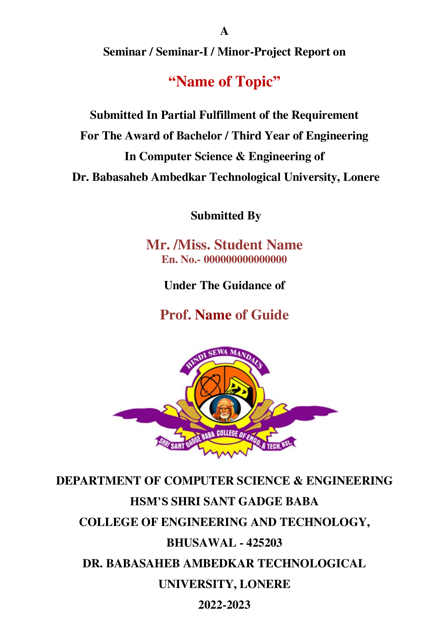 A
Seminar / Seminar-I / Minor-Project Report on
“Name of Topic”
Submitted In Partial Fulfillment of the Requirement
For The Award of Bachelor / Third Year of Engineering
In Computer Science & Engineering of
Dr. Babasaheb Ambedkar Technological University, Lonere
Submitted By
Mr. /Miss. Student Name
En. No.- 000000000000000
Under The Guidance of
Prof. Name of Guide
HINDI SEWA MANDAL'S
SHRI SANT GADGE BABA COLLEGE OF ENGG. & TECH. BSL.
DEPARTMENT OF COMPUTER SCIENCE & ENGINEERING
HSM’S SHRI SANT GADGE BABA
COLLEGE OF ENGINEERING AND TECHNOLOGY,
BHUSAWAL - 425203
DR. BABASAHEB AMBEDKAR TECHNOLOGICAL
UNIVERSITY, LONERE
2022-2023